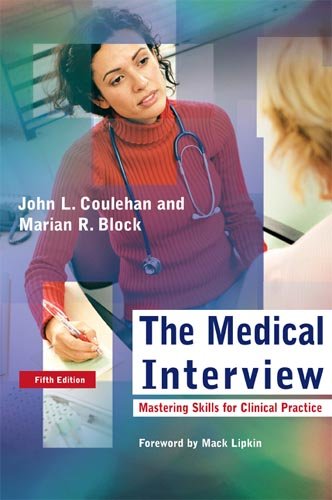 John L. Coulehan and
Marian R. Block
The Medical
Fifth Edition
Interview
Mastering Skills for Clinical Practice
Foreword by Mack Lipkin